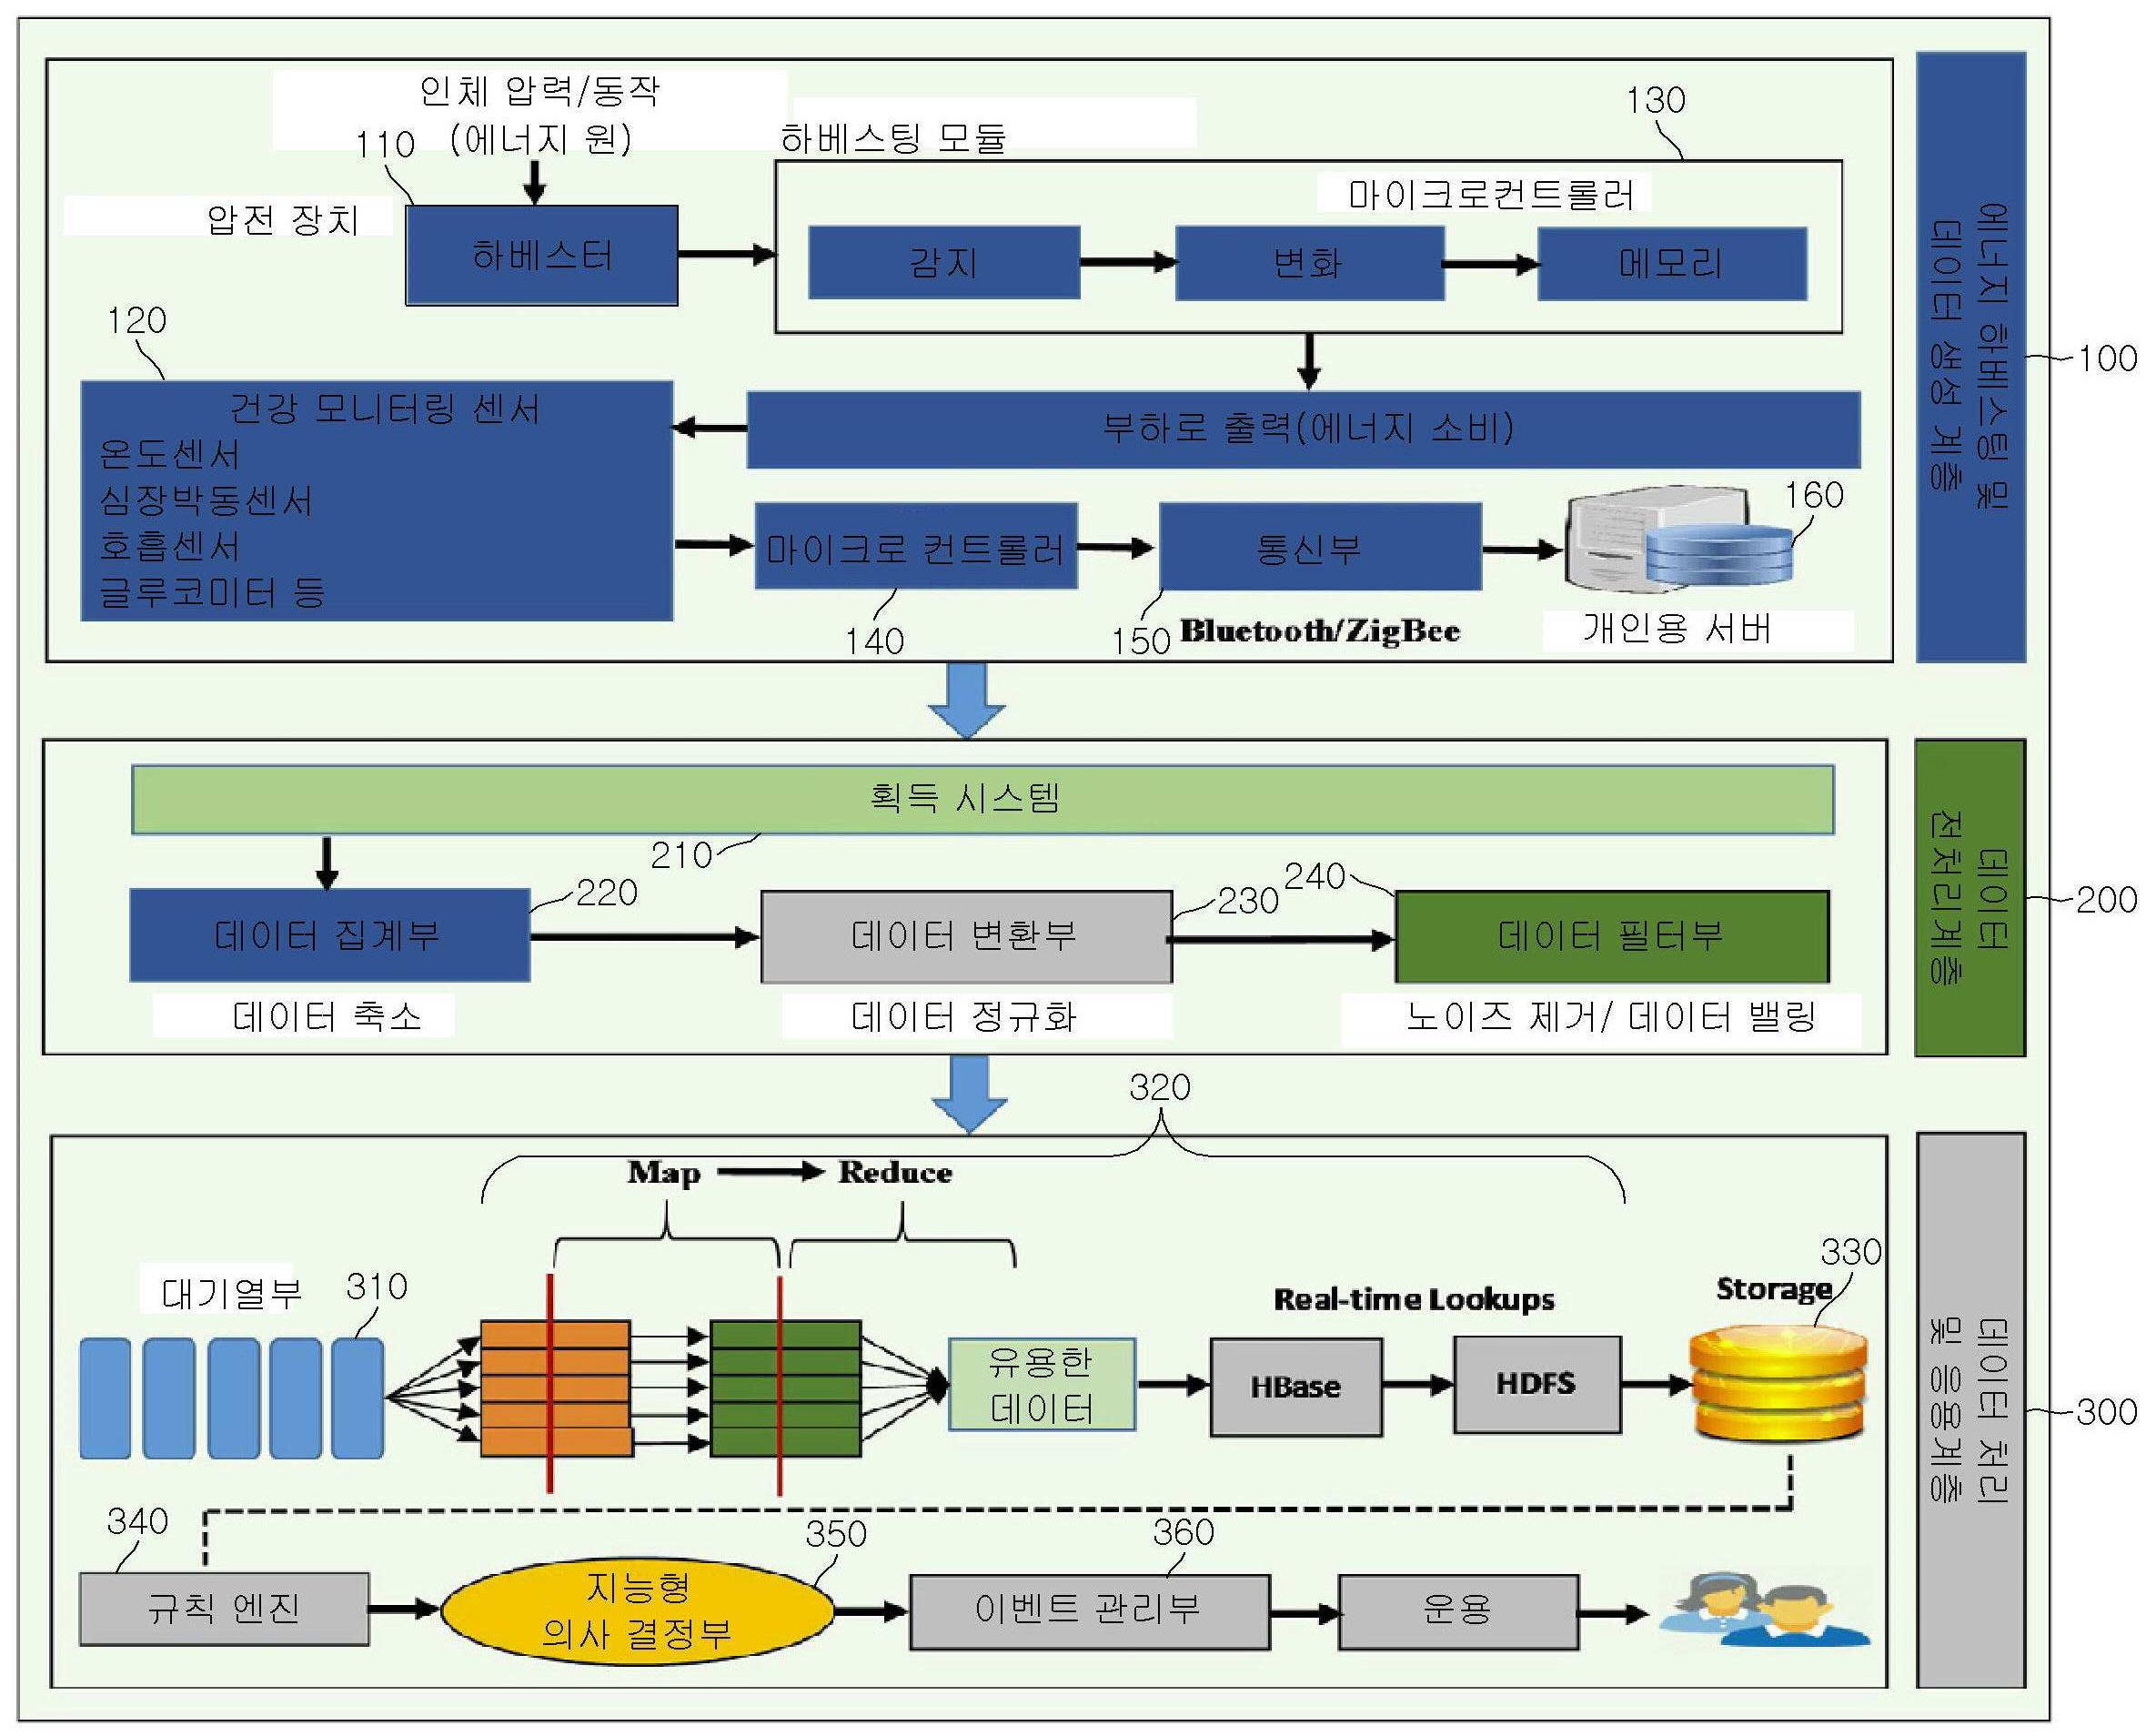 인체 압력/동작
(에너지 원)
110
하베스팅 모듈
130
압전 장치
하베스터
마이크로컨트롤러
감지
변화
메모리
에너지 하베스팅 및
데이터 생성 계층
100
120
건강 모니터링 센서
온도센서
심장박동센서
호흡센서
글루코미터 등
부하로 출력(에너지 소비)
마이크로 컨트롤러
140
통신부
150
Bluetooth/ZigBee
160
개인용 서버
획득 시스템
210
데이터 집계부
220
데이터 축소
데이터 변환부
230
데이터 정규화
240
데이터 필터부
노이즈 제거/ 데이터 밸링
데이터
전처리계층
200
320
Map
Reduce
대기열부
310
유용한
데이터
Real-time Lookups
HBase
HDFS
Storage
330
데이터 처리
및 응용계층
300
340
규칙 엔진
350
지능형
의사 결정부
360
이벤트 관리부
운용